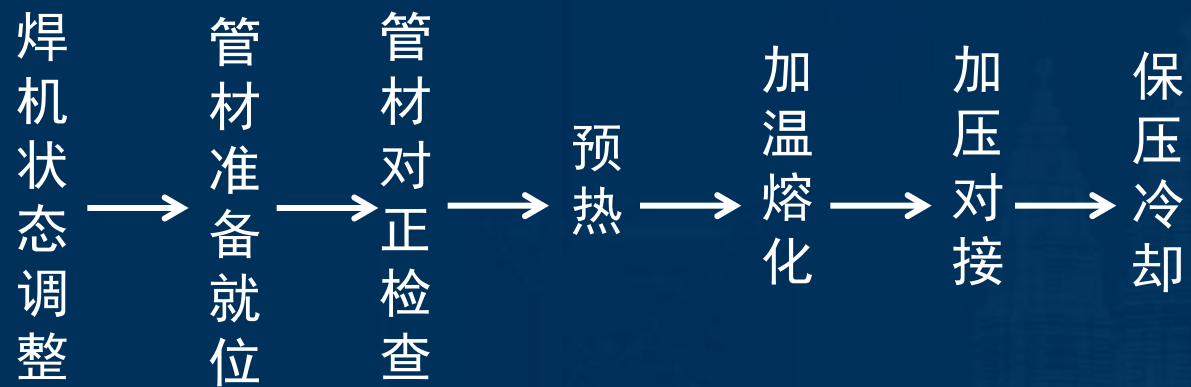 焊机状态调整
管材准备就位
管材对正检查
预热
加温熔化
加压对接
保压冷却